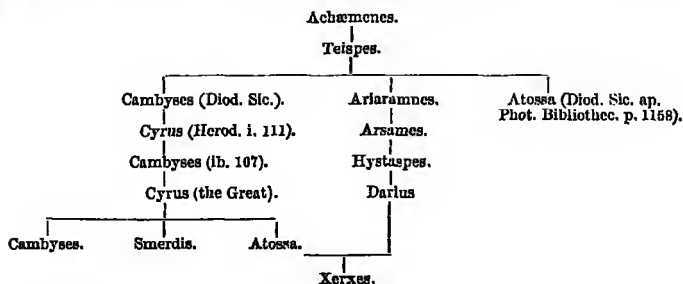 Achæmenes.
Teispes.
Cambyses (Diod. Sic.). Ariaramnes. Atossa (Diod. Sic. ap.
Phot. Bibliothec. p. 1158).
Cyrus (Herod. i. 111). Arsames.
Cambyses (ib. 107). Hystaspes.
Cyrus (the Great). Darius
Cambyses. Smerdis. Atossa.
Xerxes.